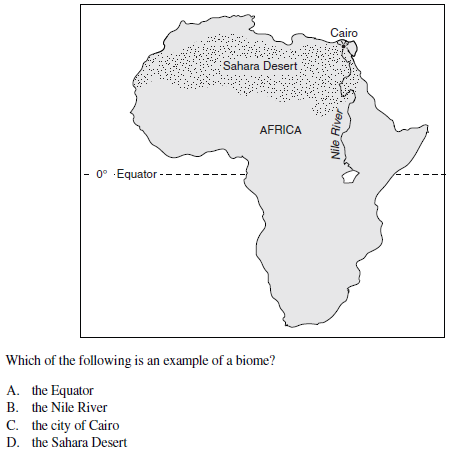 Cairo
Sahara Desert
AFRICA
Nile River
0° Equator
Which of the following is an example of a biome?
A. the Equator
B. the Nile River
C. the city of Cairo
D. the Sahara Desert